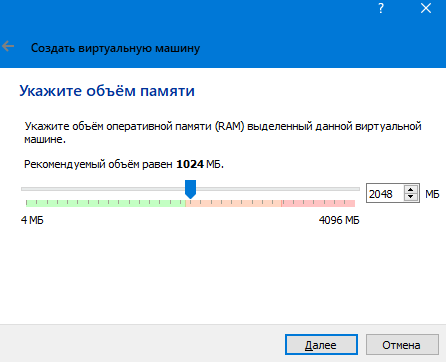 ?
Создать виртуальную машину
Укажите объём памяти
Укажите объём оперативной памяти (RAM) выделенный данной виртуальной
машине.
Рекомендуемый объём равен 1024 МБ.
2048 МБ
4 МБ 4096 МБ
Далее Отмена